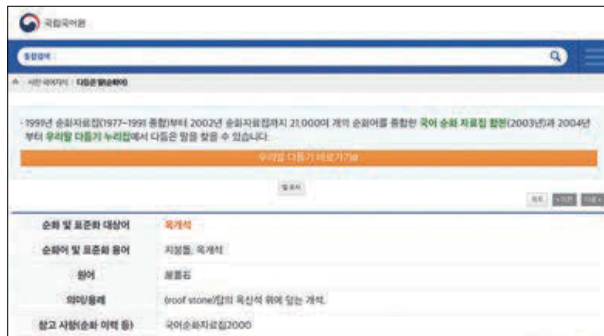 국립국어원
통합검색
사전·국어지식 다듬은 말(순화어)
· 1991년 순화자료집(1977-1991 종합)부터 2002년 순화자료집까지 21,000여 개의 순화어를 종합한 국어 순화 자료집 합본(2003년)과 2004년
부터 우리말 다듬기 누리집에서 다듬은 말을 찾을 수 있습니다.
우리말 다듬기 바로가기
순화 및 표준화 대상어 옥개석
순화어 및 표준화 용어 지붕돌, 옥개석
원어 屋蓋石
의미/용례 (roof stone)탑의 옥신석 위에 덮는 개석.
참고 사항(순화 이력 등) 국어순화자료2000